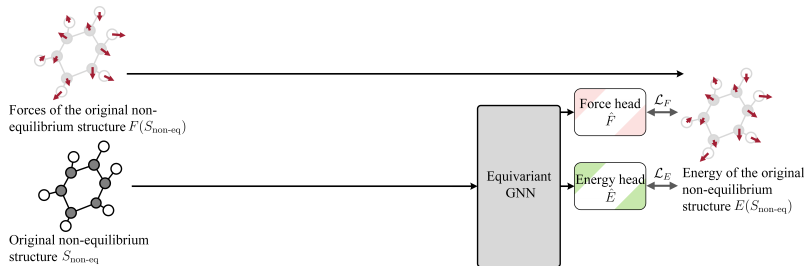 Forces of the original non-
equilibrium structure F(S_non-eq)
Original non-equilibrium
structure S_non-eq
Equivariant
GNN
Force head
F̂
Energy head
Ê
ℒ_F
ℒ_E
Energy of the original
non-equilibrium
structure E(S_non-eq)